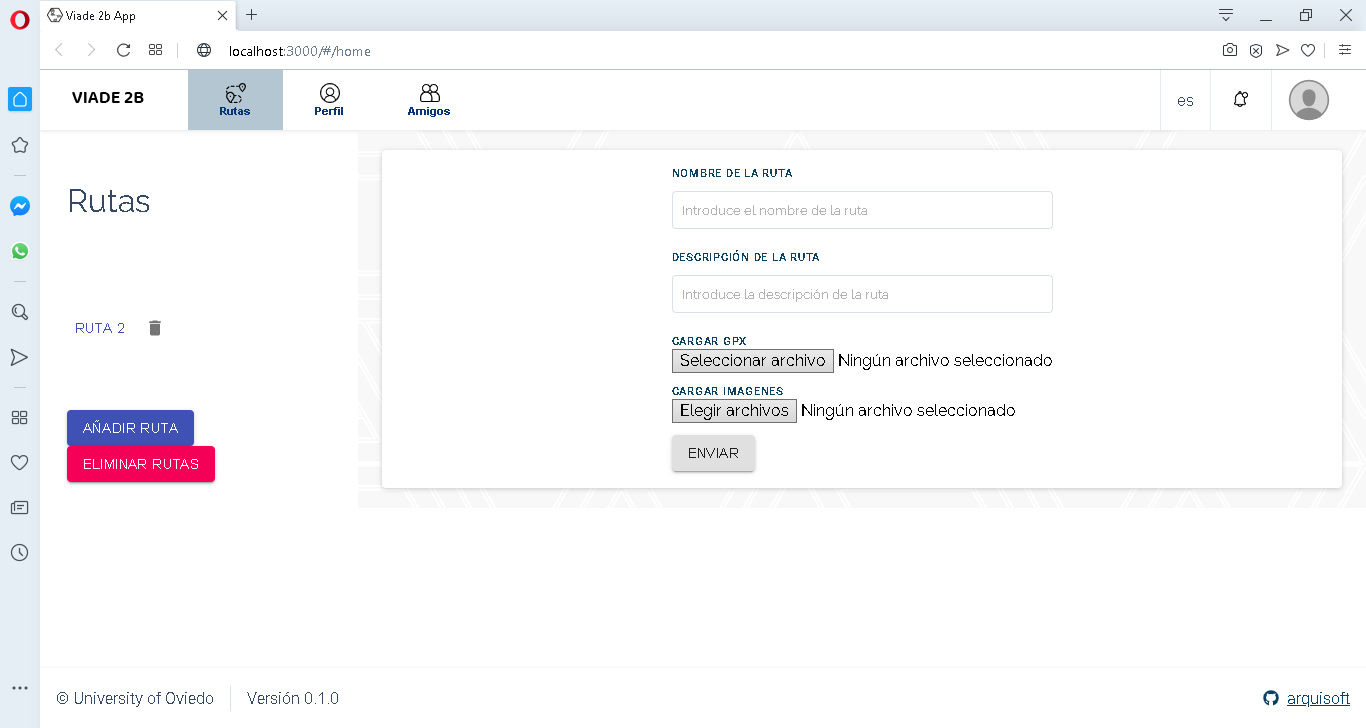 Viade 2b App
localhost:3000/#/home
VIADE 2B
Rutas
Perfil
Amigos
es
Rutas
RUTA 2
AÑADIR RUTA
ELIMINAR RUTAS
NOMBRE DE LA RUTA
Introduce el nombre de la ruta
DESCRIPCIÓN DE LA RUTA
Introduce la descripción de la ruta
CARGAR GPX
Seleccionar archivo Ningún archivo seleccionado
CARGAR IMAGENES
Elegir archivos Ningún archivo seleccionado
ENVIAR
© University of Oviedo
Versión 0.1.0
arquisoft